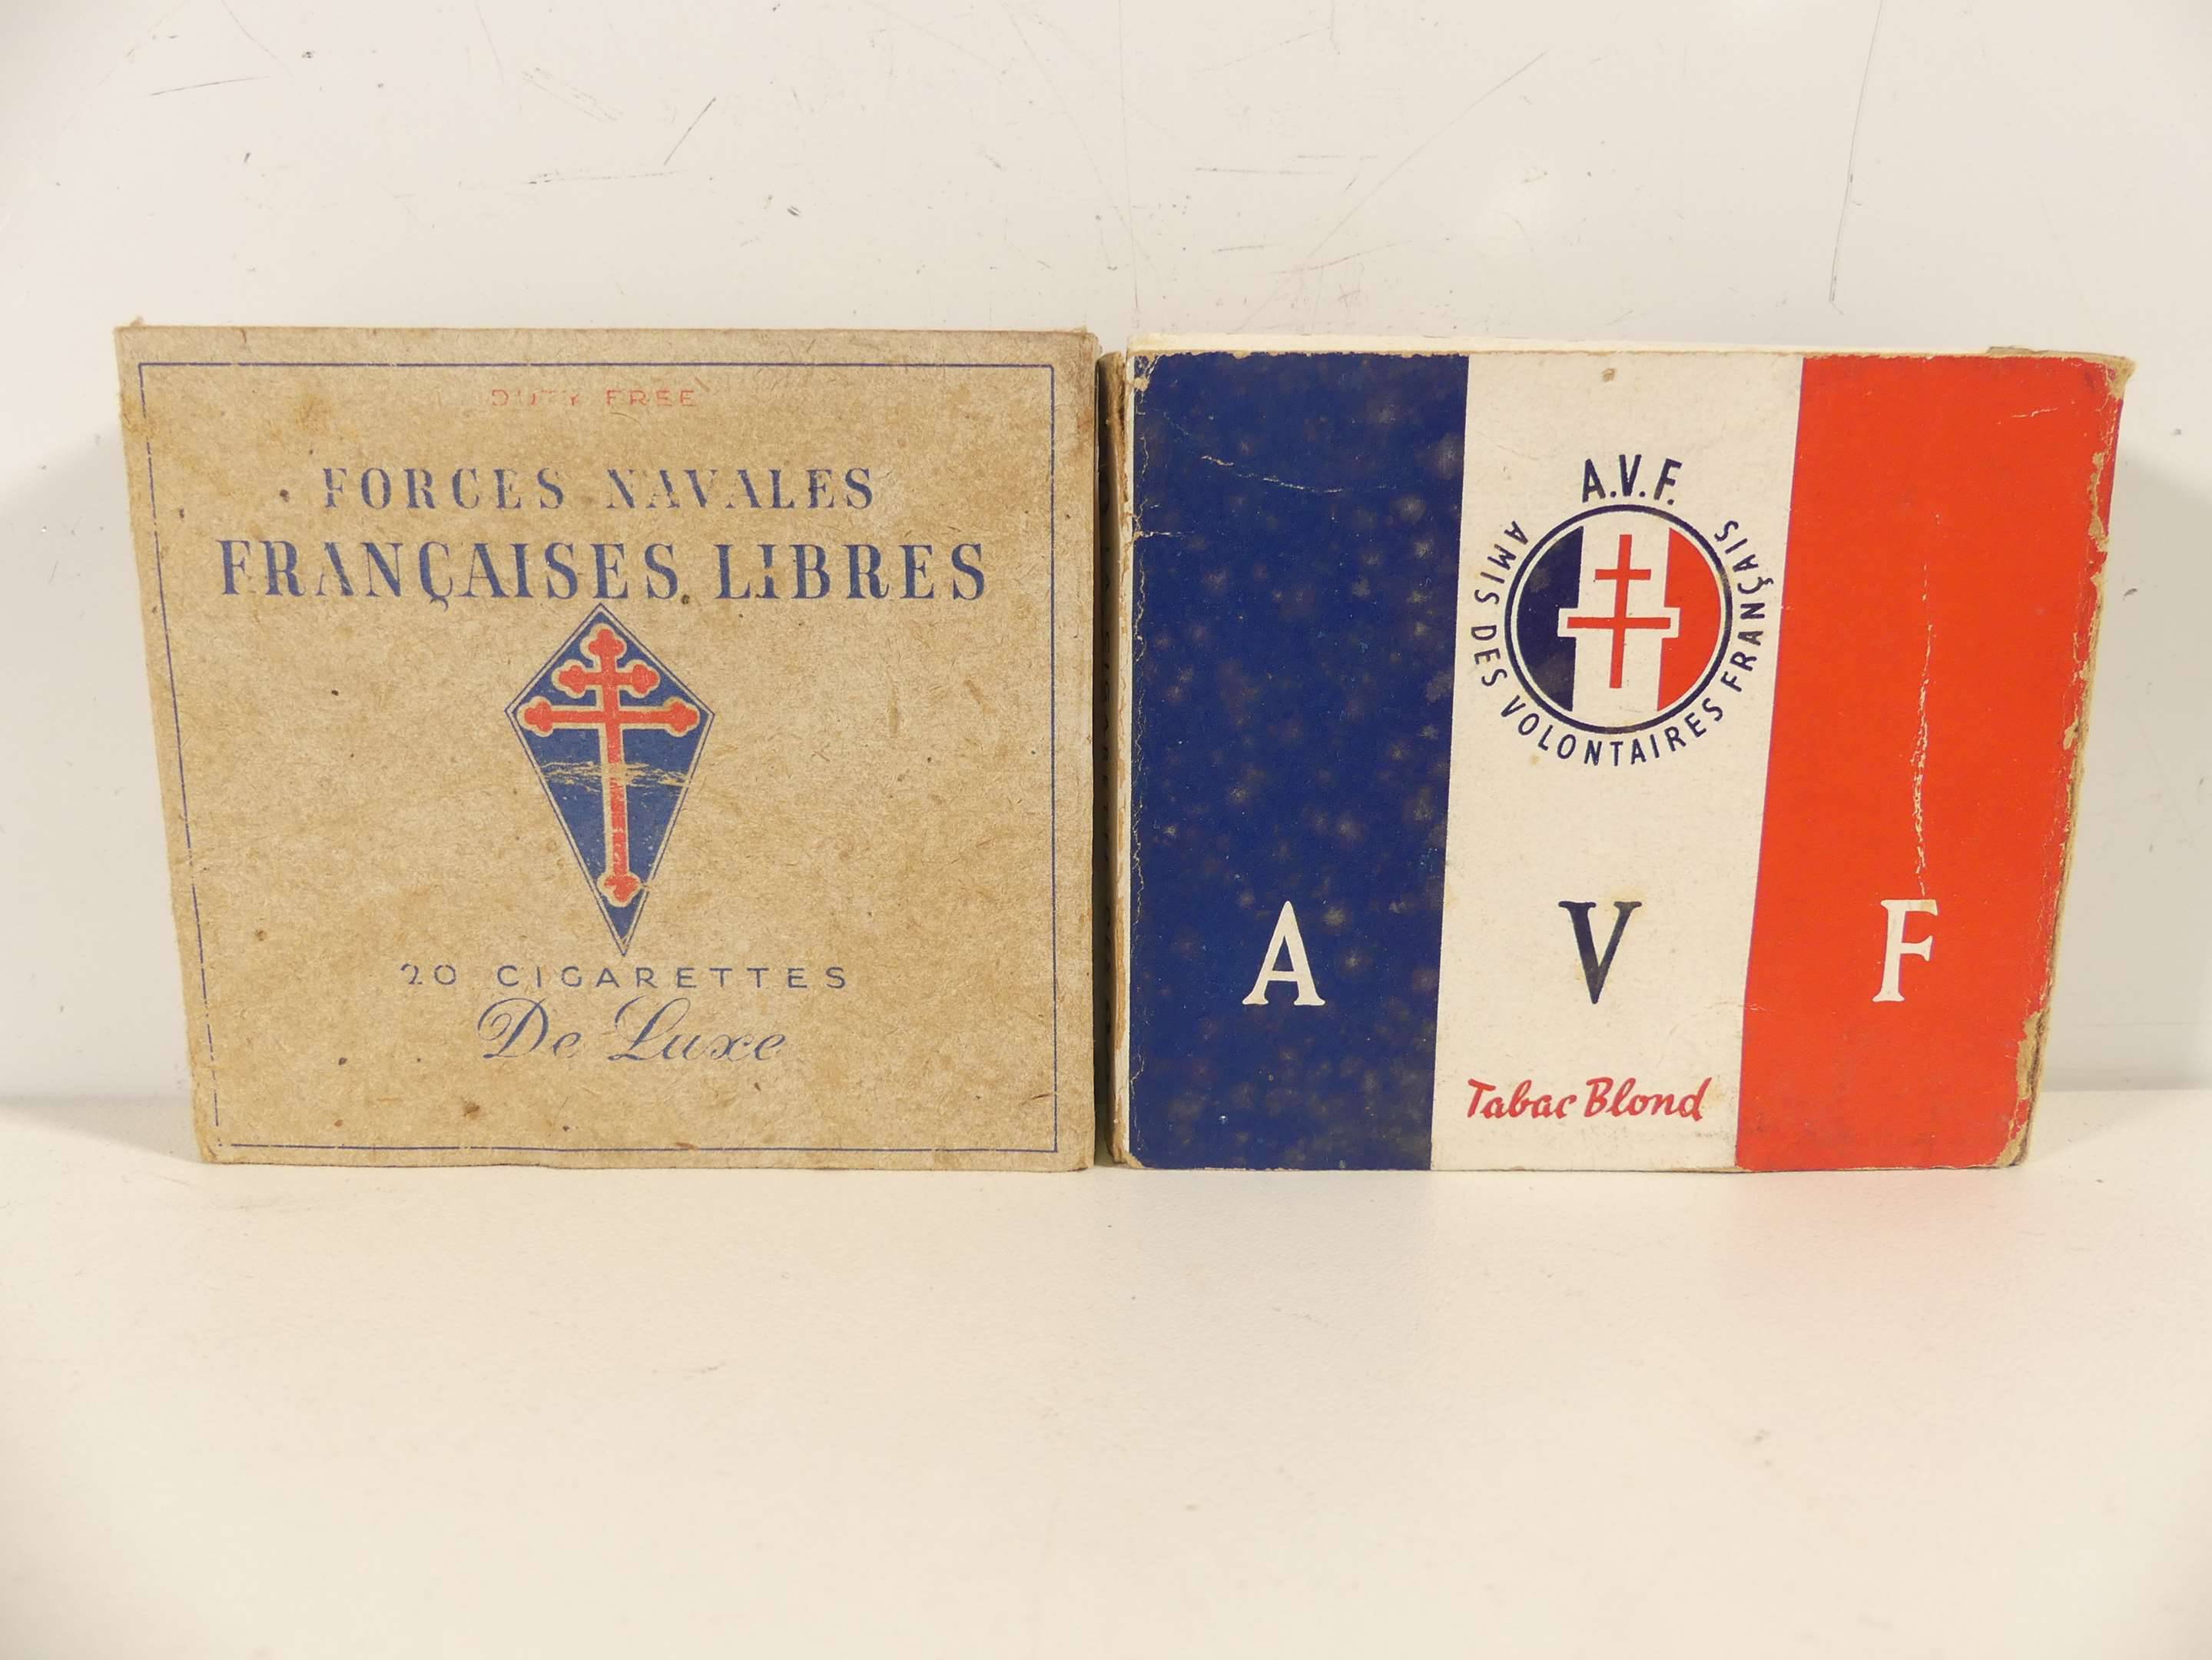 DUTY FREE
FORCES NAVALES
FRANÇAISES LIBRES
20 CIGARETTES
De Luxe
A.V.F.
AMIS DES VOLONTAIRES FRANÇAIS
A V F
Tabac Blond